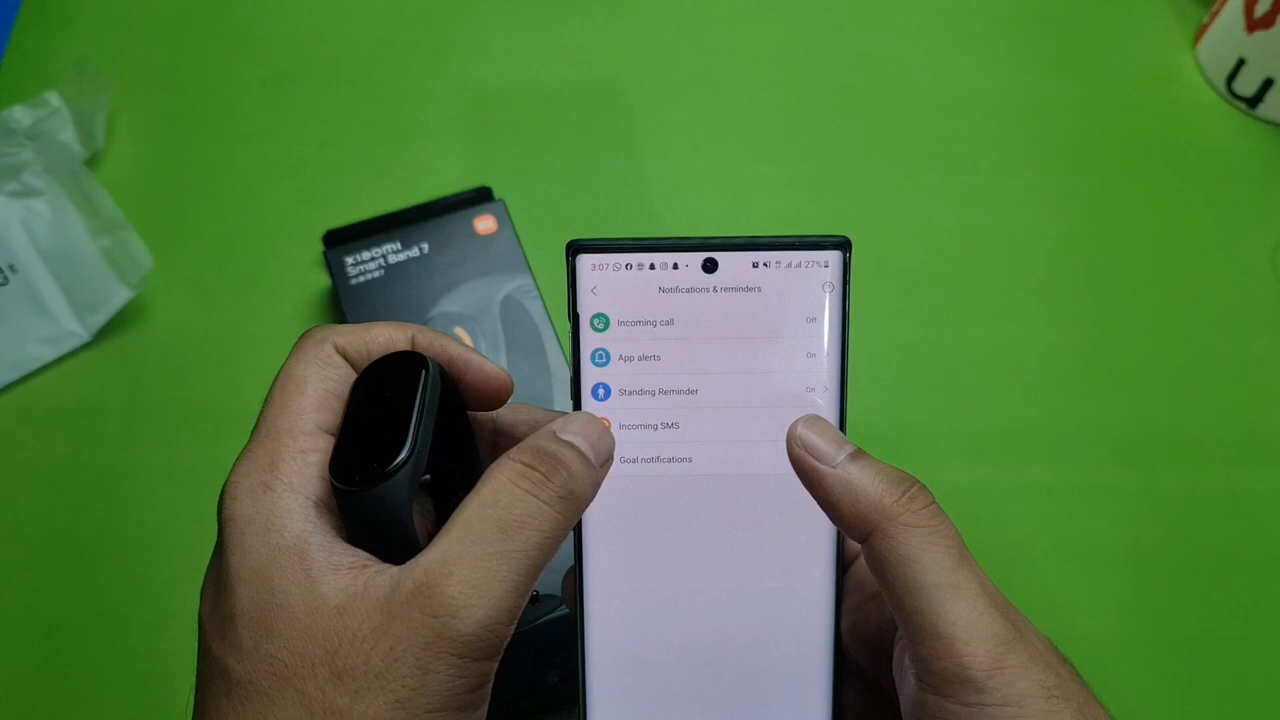 xiaomi
Smart Band 7
3:07
27%
Notifications & reminders
Incoming call
Off
App alerts
On
Standing Reminder
On
Incoming SMS
Goal notifications
un